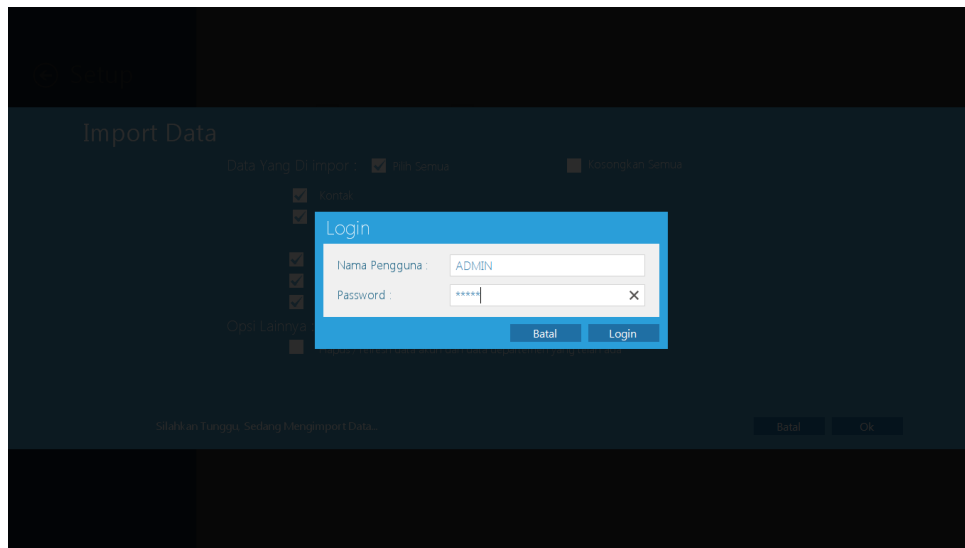 Setup
Import Data
Data Yang Di impor : Pilih Semua Kosongkan Semua
Kontak
Login
Nama Pengguna : ADMIN
Password : *****
Batal Login
Opsi Lainnya :
Silahkan Tunggu. Sedang Mengimport Data...
Batal Ok